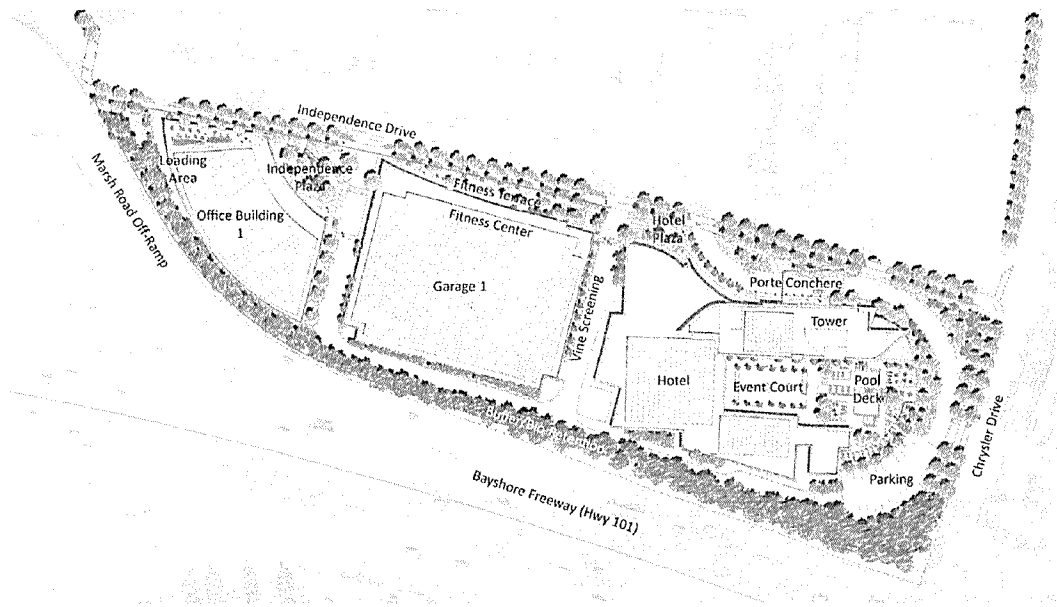 Independence Drive
Marsh Road Off-Ramp
Loading
Area
Independence
Plaza
Office Building
1
Fitness Terrace
Fitness Center
Garage 1
Vine Screening
Hotel
Plaza
Porte Conchere
Tower
Hotel
Event Court
Pool
Deck
Parking
Chrysler Drive
Bayshore Freeway (Hwy 101)